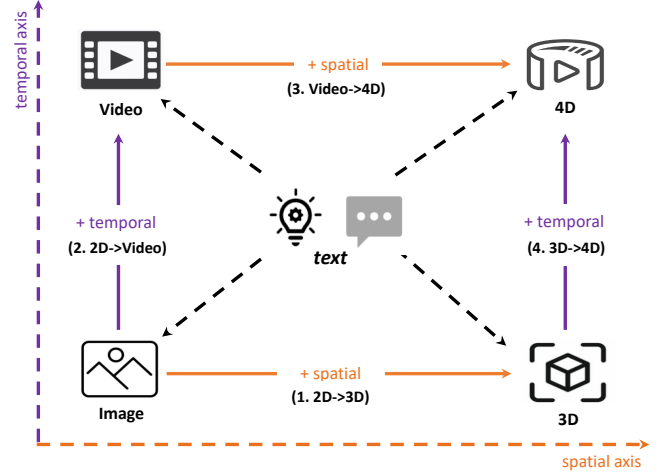 temporal axis
Video
+ spatial
(3. Video->4D)
4D
+ temporal
(2. 2D->Video)
text
+ temporal
(4. 3D->4D)
Image
+ spatial
(1. 2D->3D)
3D
spatial axis